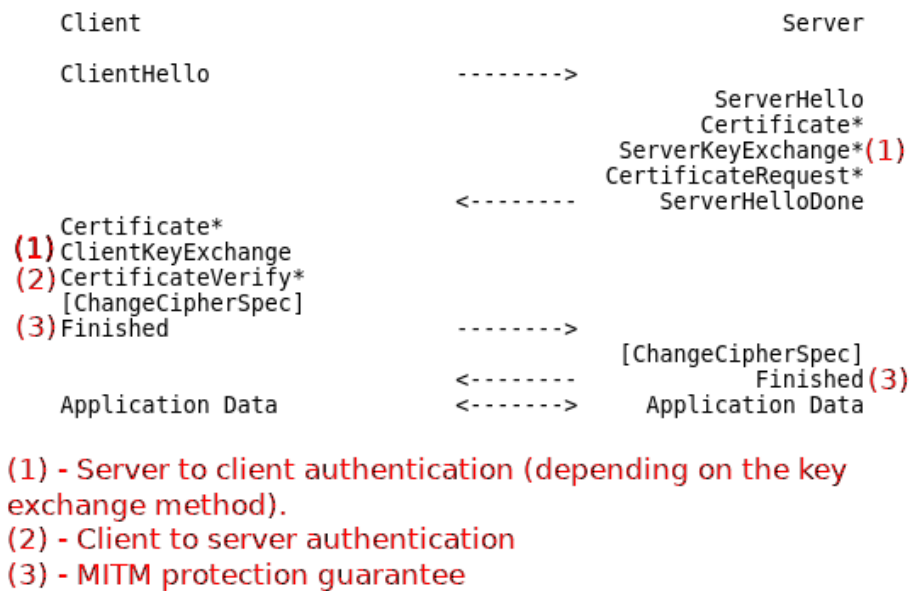 Client Server
ClientHello -------->
ServerHello
Certificate*
ServerKeyExchange*(1)
CertificateRequest*
<-------- ServerHelloDone
Certificate*
(1) ClientKeyExchange
(2) CertificateVerify*
[ChangeCipherSpec]
(3) Finished -------->
[ChangeCipherSpec]
<-------- Finished (3)
Application Data <-------> Application Data
(1) - Server to client authentication (depending on the key
exchange method).
(2) - Client to server authentication
(3) - MITM protection guarantee